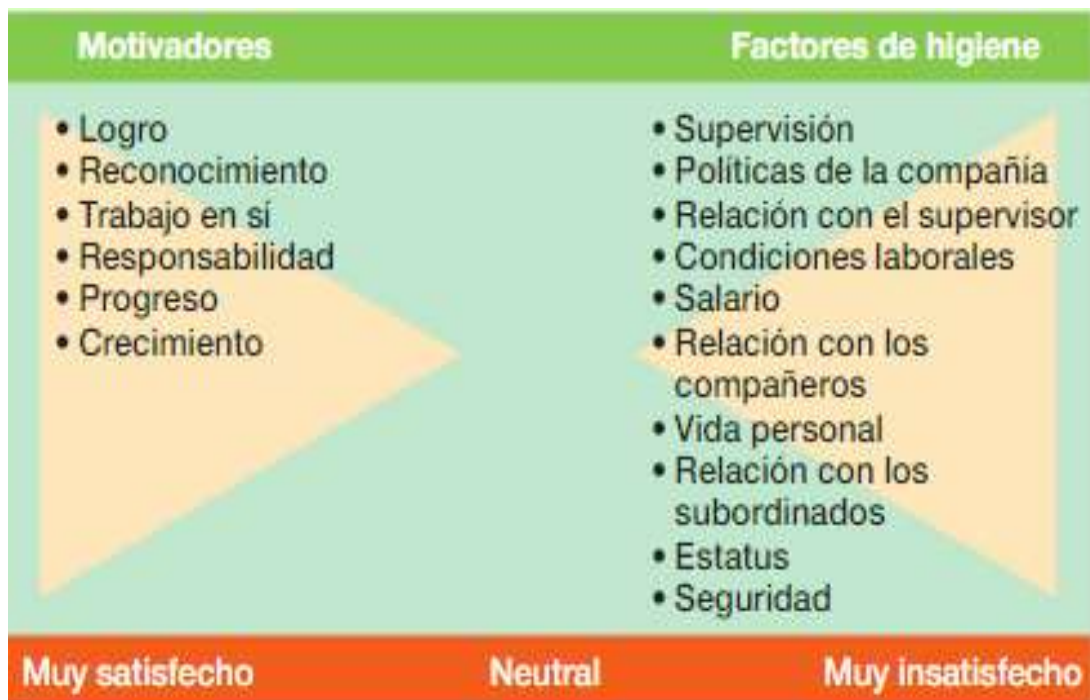 Motivadores
Factores de higiene
• Logro
• Reconocimiento
• Trabajo en sí
• Responsabilidad
• Progreso
• Crecimiento
• Supervisión
• Políticas de la compañía
• Relación con el supervisor
• Condiciones laborales
• Salario
• Relación con los
compañeros
• Vida personal
• Relación con los
subordinados
• Estatus
• Seguridad
Muy satisfecho
Neutral
Muy insatisfecho